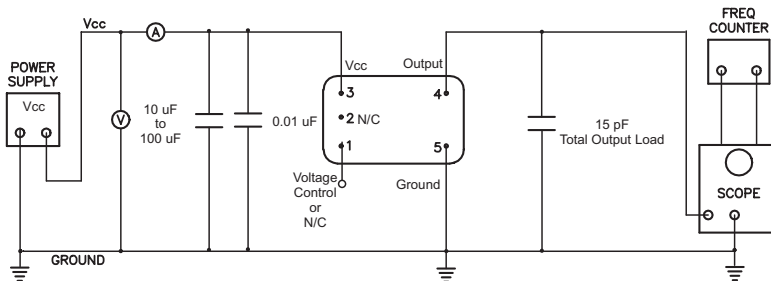 Vcc
A
POWER
SUPPLY
Vcc
V
10 uF
to
100 uF
0.01 uF
Vcc
Output
3
4
2 N/C
1
5
Voltage
Control
or
N/C
Ground
15 pF
Total Output Load
FREQ
COUNTER
SCOPE
GROUND